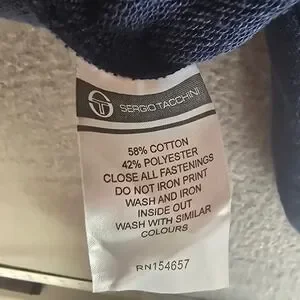 SERGIO TACCHINI
58% COTTON
42% POLYESTER
CLOSE ALL FASTENINGS
DO NOT IRON PRINT
WASH AND IRON
INSIDE OUT
WASH WITH SIMILAR
COLOURS
RN154657